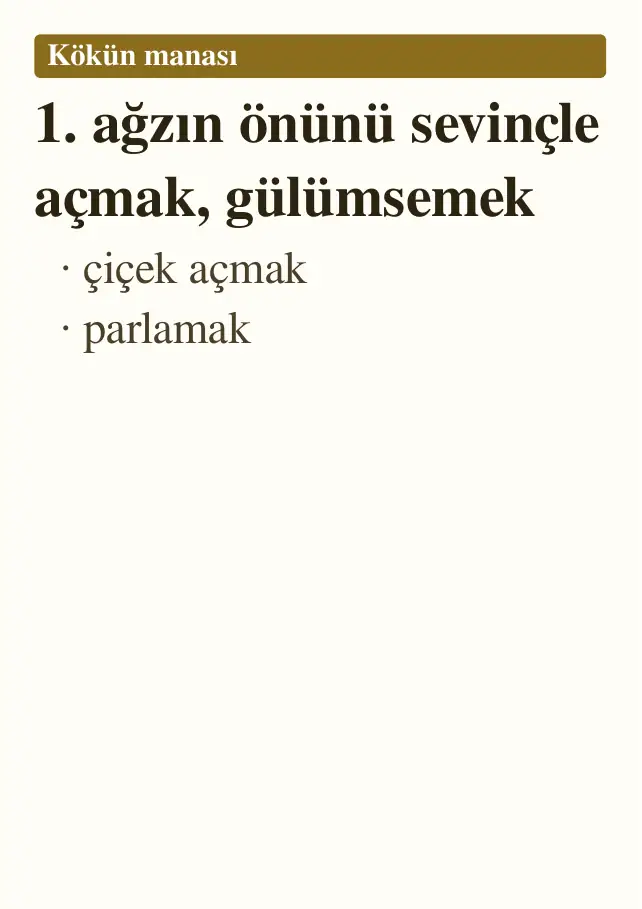 Kökün manası
1. ağzın önünü sevinçle
açmak, gülümsemek
· çiçek açmak
· parlamak